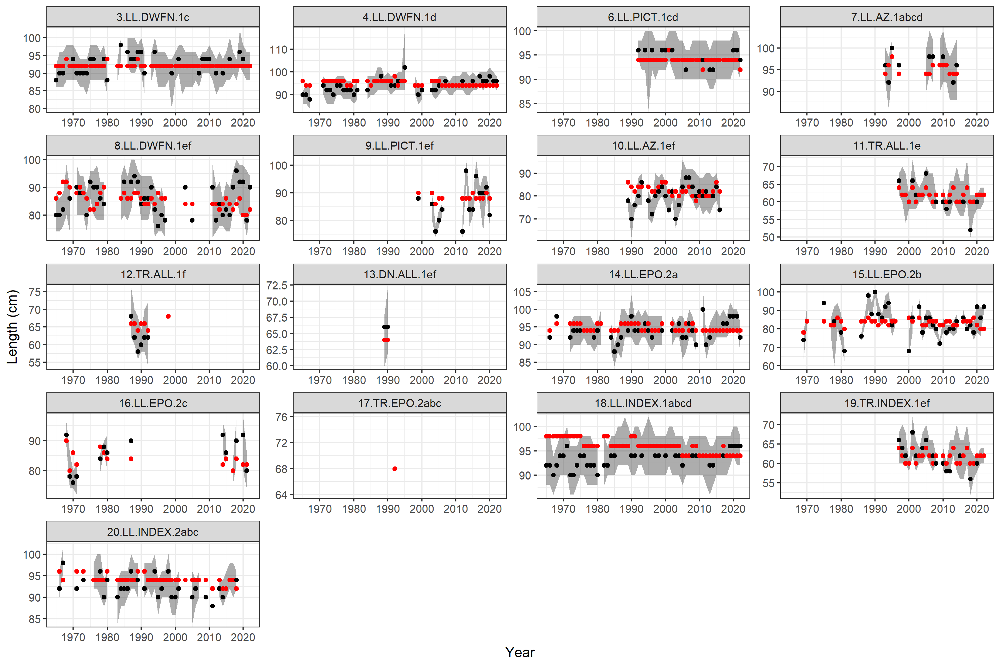 3.LL.DWFN.1c
4.LL.DWFN.1d
6.LL.PICT.1cd
7.LL.AZ.1abcd
100
95
90
85
80
110
100
90
100
95
90
85
100
95
90
1970 1980 1990 2000 2010 2020
1970 1980 1990 2000 2010 2020
1970 1980 1990 2000 2010 2020
1970 1980 1990 2000 2010 2020
8.LL.DWFN.1ef
9.LL.PICT.1ef
10.LL.AZ.1ef
11.TR.ALL.1e
100
90
80
100
90
80
90
80
70
70
65
60
55
50
1970 1980 1990 2000 2010 2020
1970 1980 1990 2000 2010 2020
1970 1980 1990 2000 2010 2020
1970 1980 1990 2000 2010 2020
Length (cm)
12.TR.ALL.1f
13.DN.ALL.1ef
14.LL.EPO.2a
15.LL.EPO.2b
75
70
65
60
55
72.5
70.0
67.5
65.0
62.5
60.0
105
100
95
90
85
100
90
80
70
60
1970 1980 1990 2000 2010 2020
1970 1980 1990 2000 2010 2020
1970 1980 1990 2000 2010 2020
1970 1980 1990 2000 2010 2020
16.LL.EPO.2c
17.TR.EPO.2abc
18.LL.INDEX.1abcd
19.TR.INDEX.1ef
90
80
76
72
68
64
100
95
90
70
65
60
55
1970 1980 1990 2000 2010 2020
1970 1980 1990 2000 2010 2020
1970 1980 1990 2000 2010 2020
1970 1980 1990 2000 2010 2020
20.LL.INDEX.2abc
100
95
90
85
1970 1980 1990 2000 2010 2020
Year